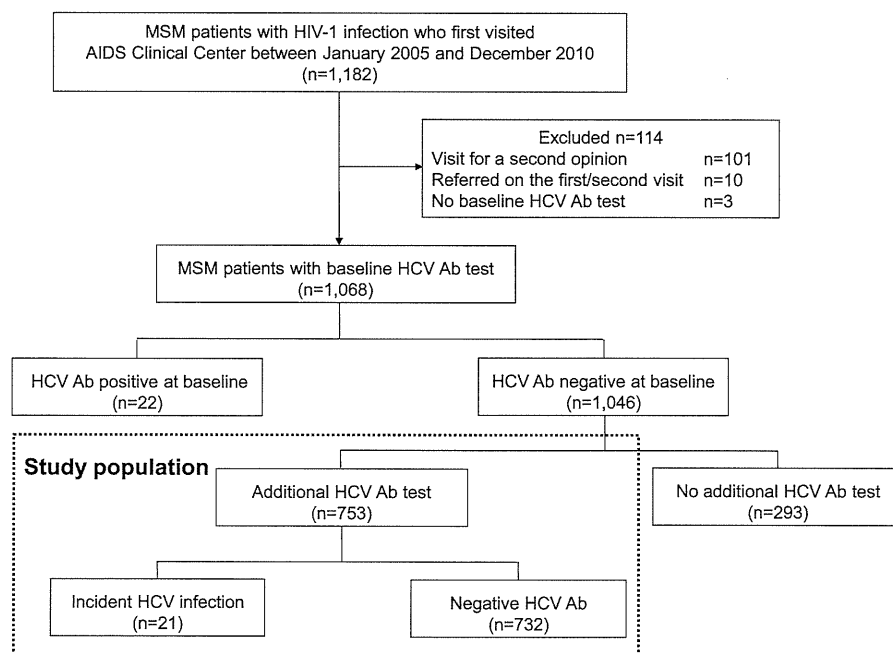 MSM patients with HIV-1 infection who first visited
AIDS Clinical Center between January 2005 and December 2010
(n=1,182)
Excluded n=114
Visit for a second opinion n=101
Referred on the first/second visit n=10
No baseline HCV Ab test n=3
MSM patients with baseline HCV Ab test
(n=1,068)
HCV Ab positive at baseline
(n=22)
HCV Ab negative at baseline
(n=1,046)
Study population
Additional HCV Ab test
(n=753)
No additional HCV Ab test
(n=293)
Incident HCV infection
(n=21)
Negative HCV Ab
(n=732)